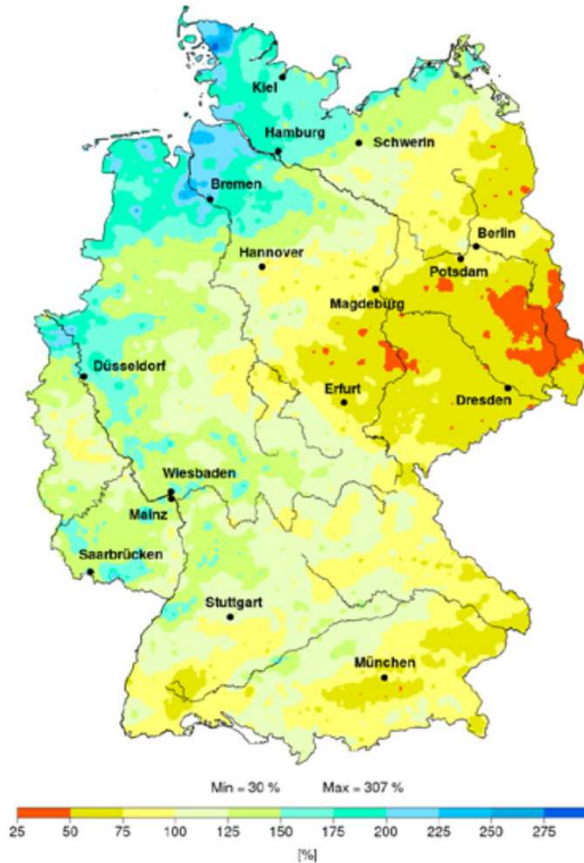 Kiel
Hamburg
Schwerin
Bremen
Berlin
Hannover
Potsdam
Magdeburg
Düsseldorf
Erfurt
Dresden
Wiesbaden
Mainz
Saarbrücken
Stuttgart
München
Min = 30 % Max = 307 %
25 50 75 100 125 150 175 200 225 250 275
[%]